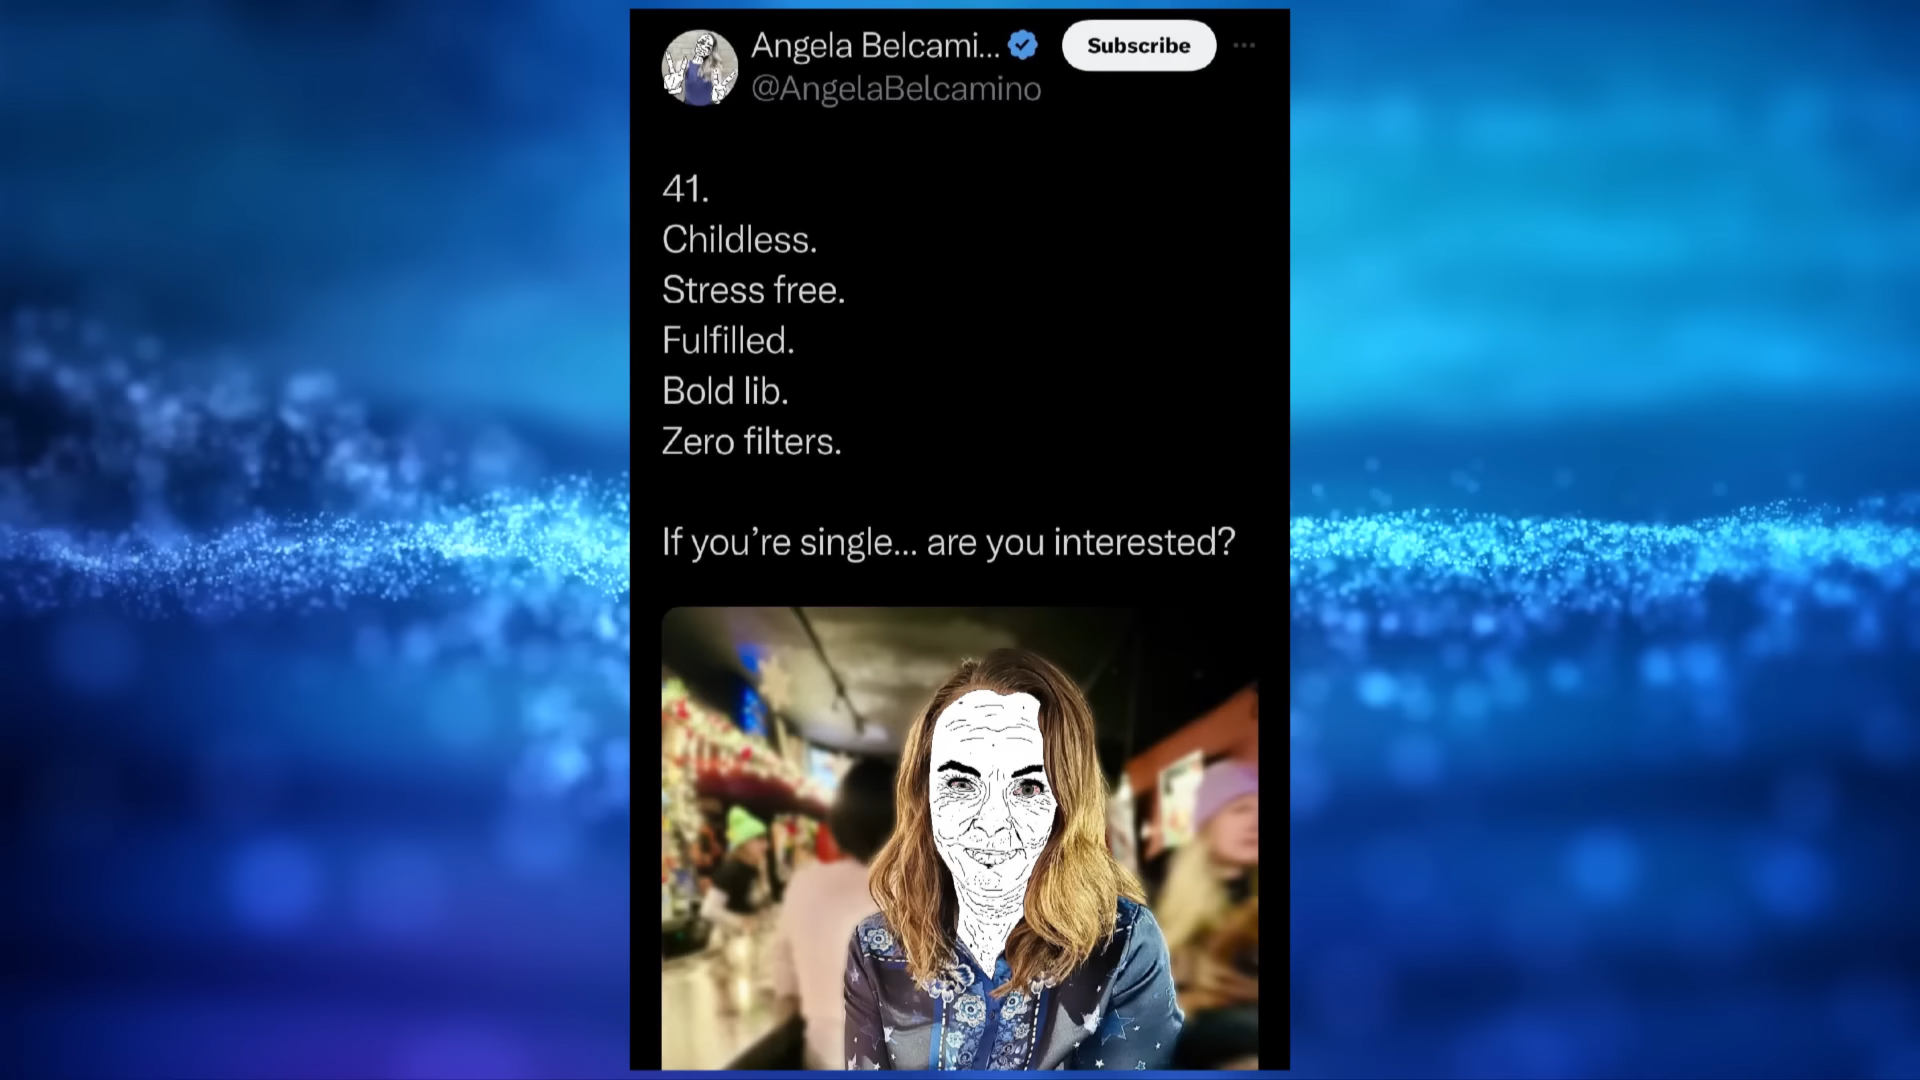 Angela Belcami...
Subscribe
@AngelaBelcamino
41.
Childless.
Stress free.
Fulfilled.
Bold lib.
Zero filters.
If you’re single... are you interested?